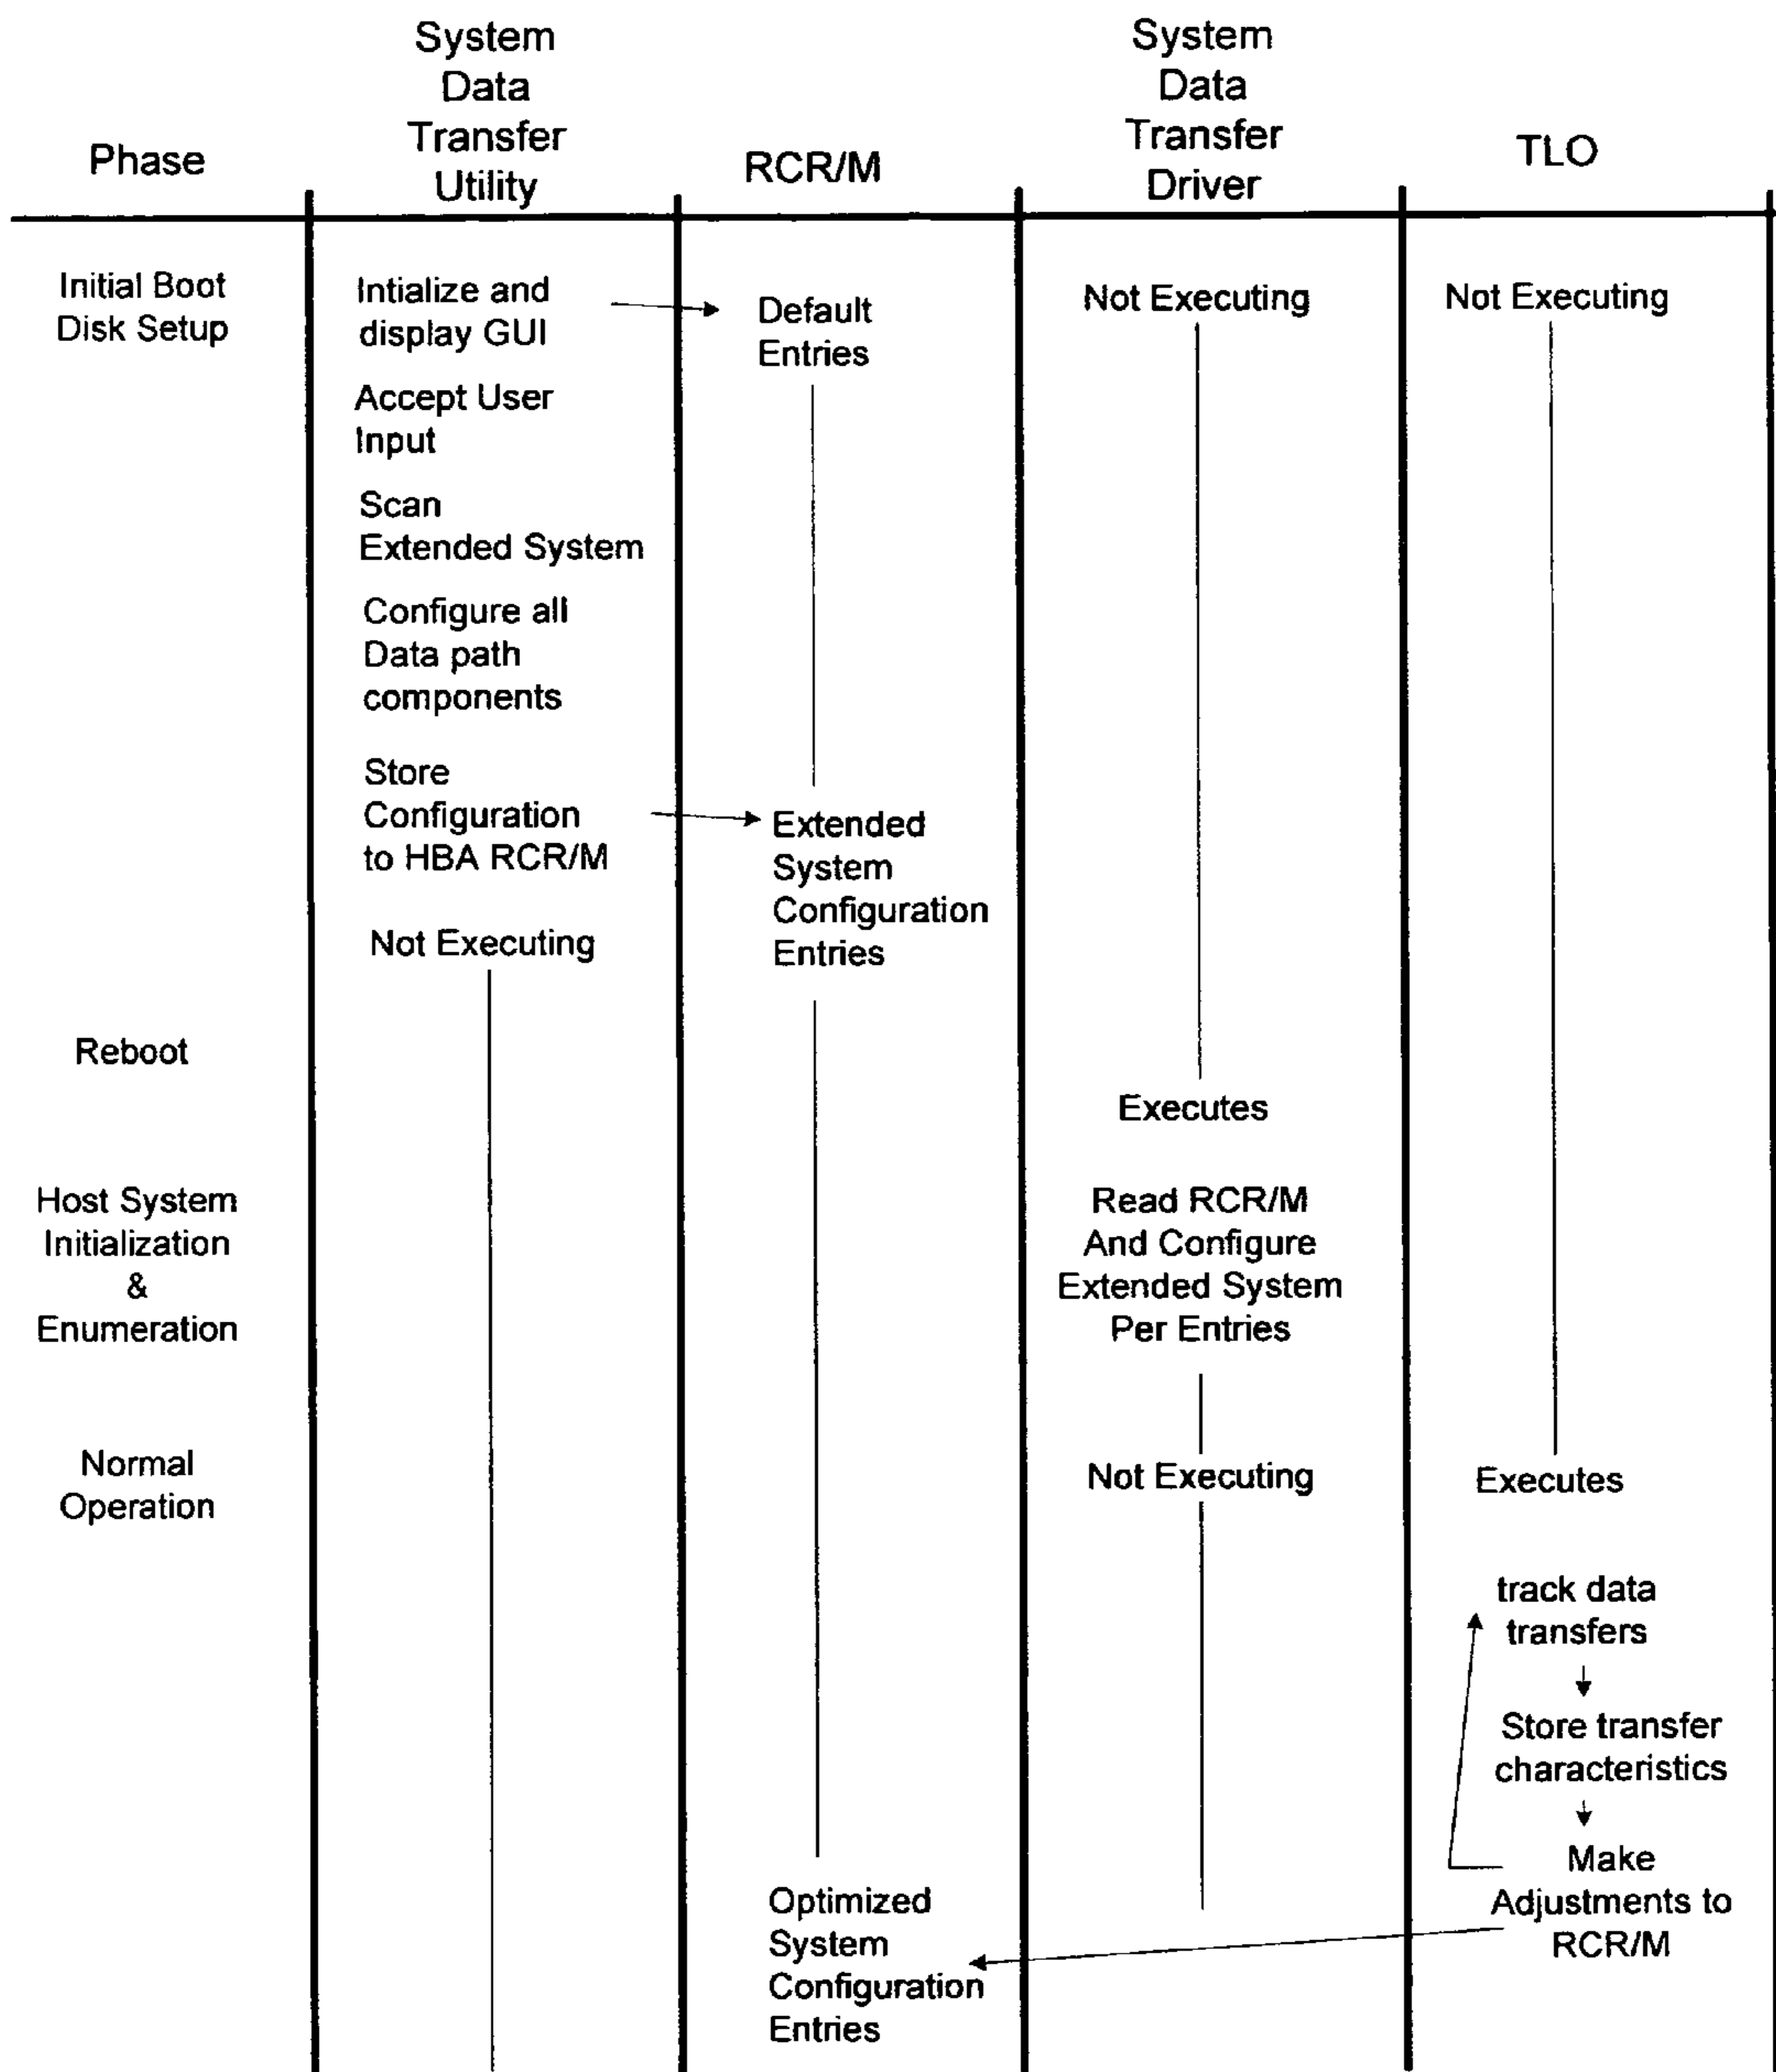 Phase
System
Data
Transfer
Utility
RCR/M
System
Data
Transfer
Driver
TLO
Initial Boot
Disk Setup
Intialize and
display GUI
Default
Entries
Not Executing
Not Executing
Accept User
Input
Scan
Extended System
Configure all
Data path
components
Store
Configuration
to HBA RCR/M
Extended
System
Configuration
Entries
Not Executing
Reboot
Executes
Host System
Initialization
&
Enumeration
Read RCR/M
And Configure
Extended System
Per Entries
Normal
Operation
Not Executing
Executes
track data
transfers
Store transfer
characteristics
Make
Adjustments to
RCR/M
Optimized
System
Configuration
Entries